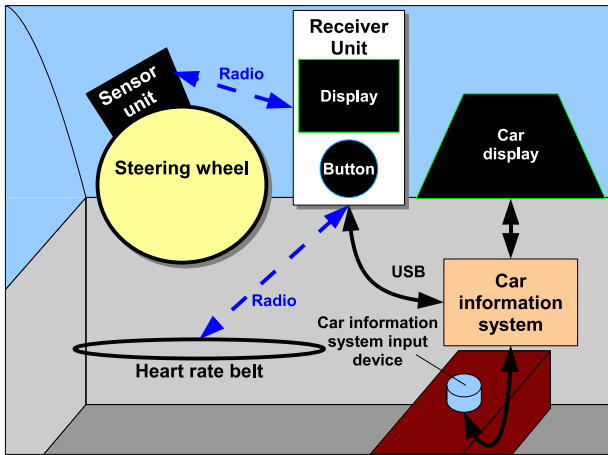 Receiver
Unit
Display
Button
Radio
Sensor
unit
Steering wheel
Car
display
USB
Radio
Car
information
system
Car information
system input
device
Heart rate belt